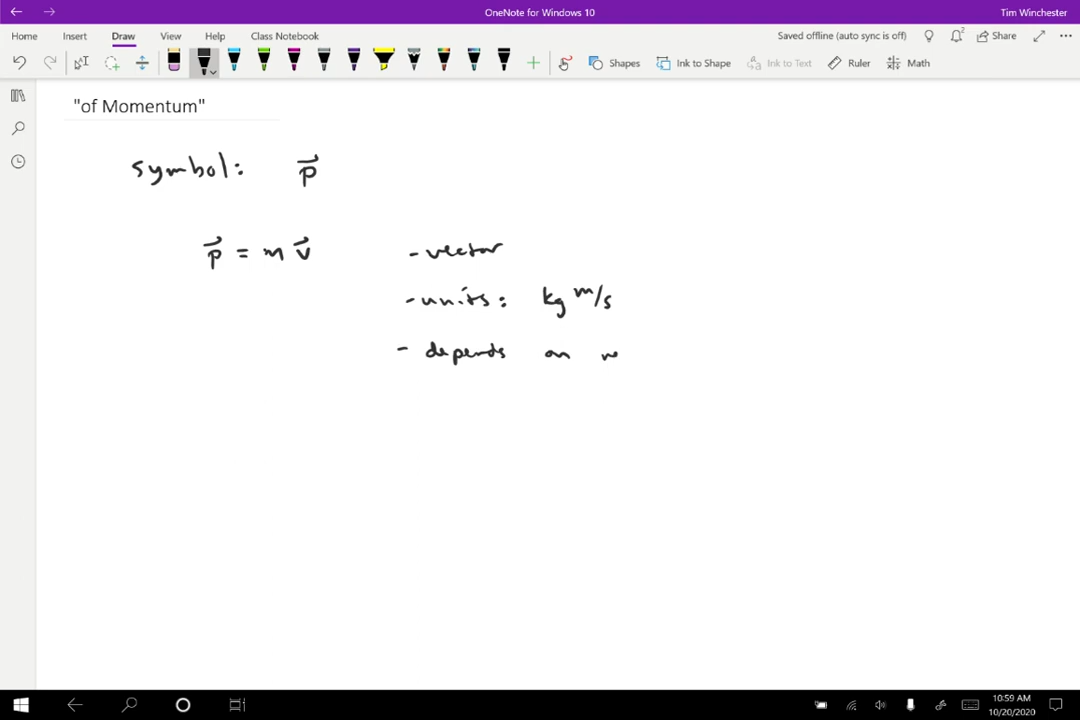 OneNote for Windows 10
Tim Winchester
Home Insert Draw View Help Class Notebook
Saved offline (auto sync is off) Share
Shapes Ink to Shape Ink to Text Ruler Math
"of Momentum"
symbol: p⃗
p⃗ = m v⃗ - vector
- units: kg m/s
- depends on
10:59 AM
10/20/2020